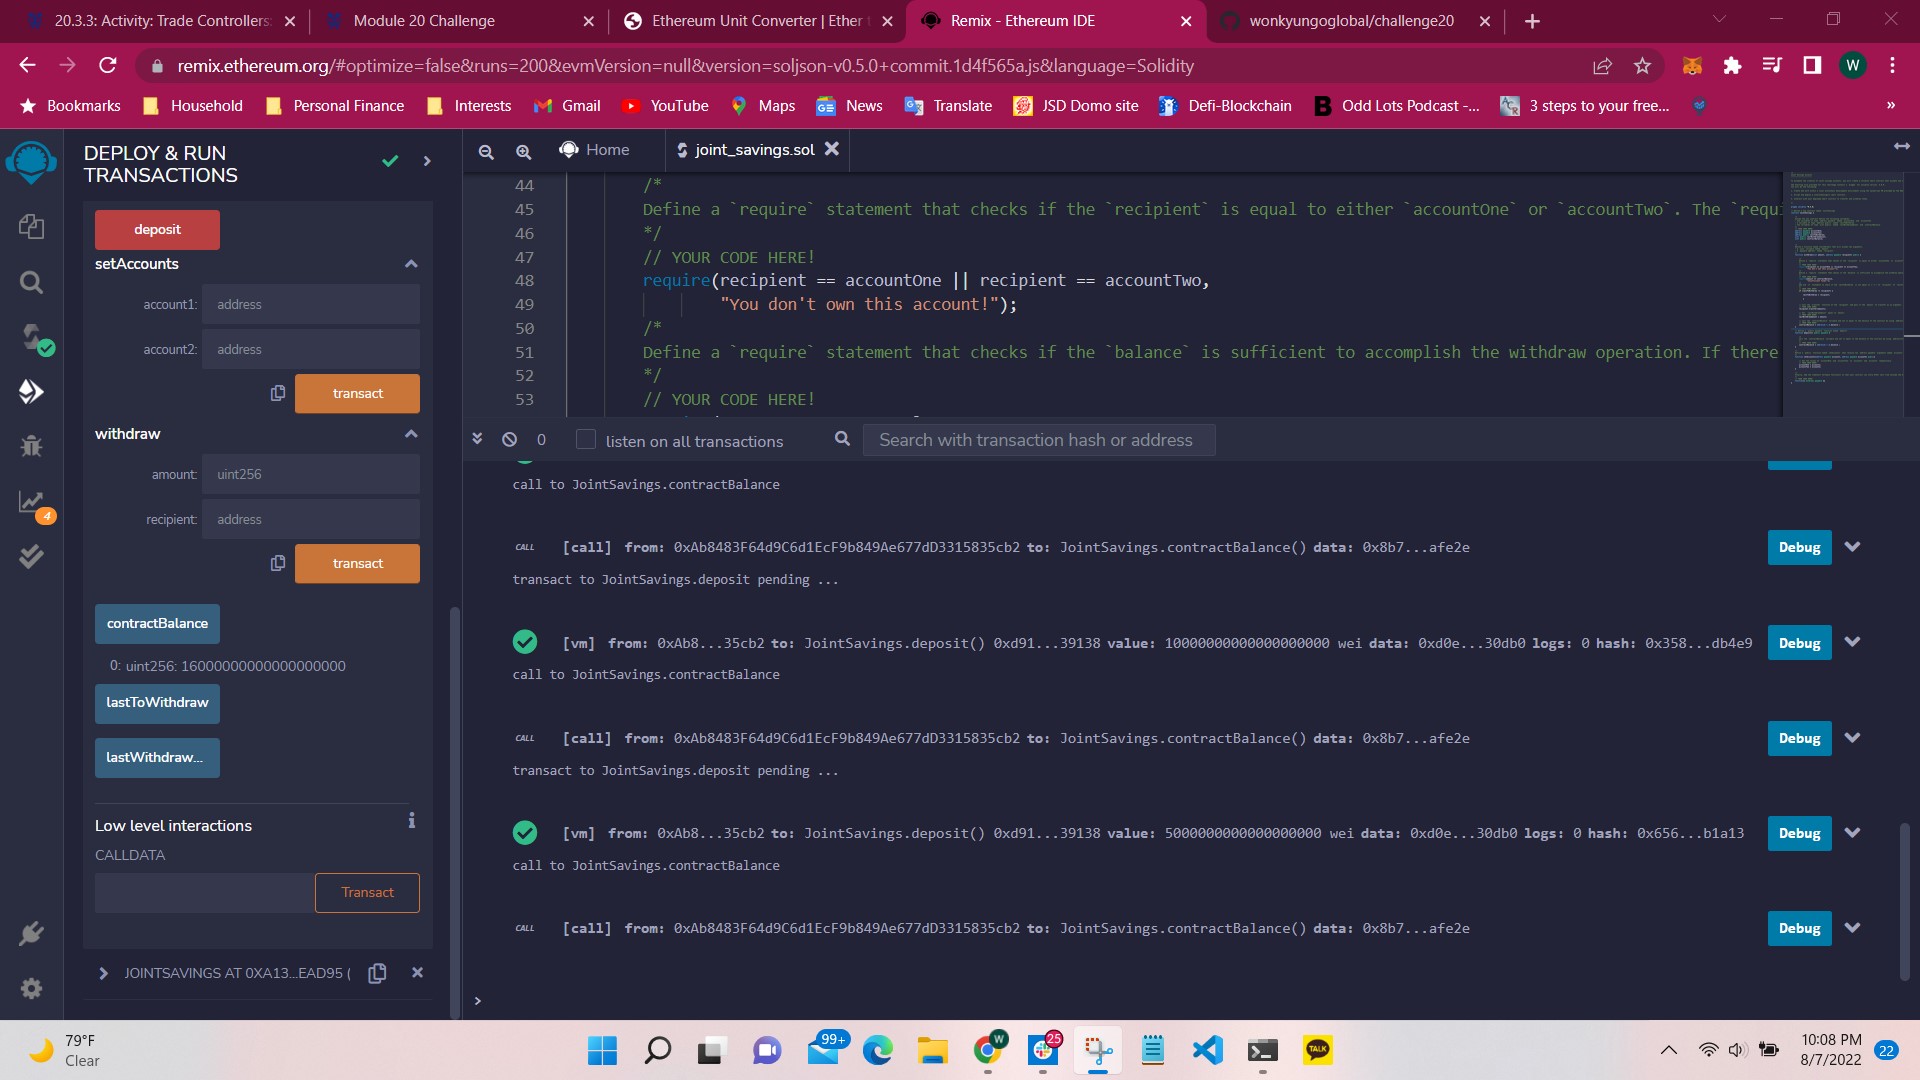 20.3.3: Activity: Trade Controllers:
Module 20 Challenge
Ethereum Unit Converter | Ether t
Remix - Ethereum IDE
wonkyungoglobal/challenge20
remix.ethereum.org/#optimize=false&runs=200&evmVersion=null&version=soljson-v0.5.0+commit.1d4f565a.js&language=Solidity
W
Bookmarks Household Personal Finance Interests Gmail YouTube Maps News Translate JSD Domo site Defi-Blockchain Odd Lots Podcast -... 3 steps to your free... »
DEPLOY & RUN
TRANSACTIONS
deposit
setAccounts
account1: address
account2: address
transact
withdraw
amount: uint256
recipient: address
transact
contractBalance
0: uint256: 16000000000000000000
lastToWithdraw
lastWithdraw...
Low level interactions
CALLDATA
Transact
JOINTSAVINGS AT 0XA13...EAD95 (
4
Home
joint_savings.sol
44 /*
45 Define a `require` statement that checks if the `recipient` is equal to either `accountOne` or `accountTwo`. The `requi
46 */
47 // YOUR CODE HERE!
48 require(recipient == accountOne || recipient == accountTwo,
49 "You don't own this account!");
50 /*
51 Define a `require` statement that checks if the `balance` is sufficient to accomplish the withdraw operation. If there
52 */
53 // YOUR CODE HERE!
0 listen on all transactions Search with transaction hash or address
call to JointSavings.contractBalance
CALL [call] from: 0xAb8483F64d9C6d1EcF9b849Ae677dD3315835cb2 to: JointSavings.contractBalance() data: 0x8b7...afe2e Debug
transact to JointSavings.deposit pending ...
[vm] from: 0xAb8...35cb2 to: JointSavings.deposit() 0xd91...39138 value: 10000000000000000000 wei data: 0xd0e...30db0 logs: 0 hash: 0x358...db4e9 Debug
call to JointSavings.contractBalance
CALL [call] from: 0xAb8483F64d9C6d1EcF9b849Ae677dD3315835cb2 to: JointSavings.contractBalance() data: 0x8b7...afe2e Debug
transact to JointSavings.deposit pending ...
[vm] from: 0xAb8...35cb2 to: JointSavings.deposit() 0xd91...39138 value: 5000000000000000000 wei data: 0xd0e...30db0 logs: 0 hash: 0x656...b1a13 Debug
call to JointSavings.contractBalance
CALL [call] from: 0xAb8483F64d9C6d1EcF9b849Ae677dD3315835cb2 to: JointSavings.contractBalance() data: 0x8b7...afe2e Debug
>
79°F
Clear
99+
W
25
TALK
10:08 PM
8/7/2022
22